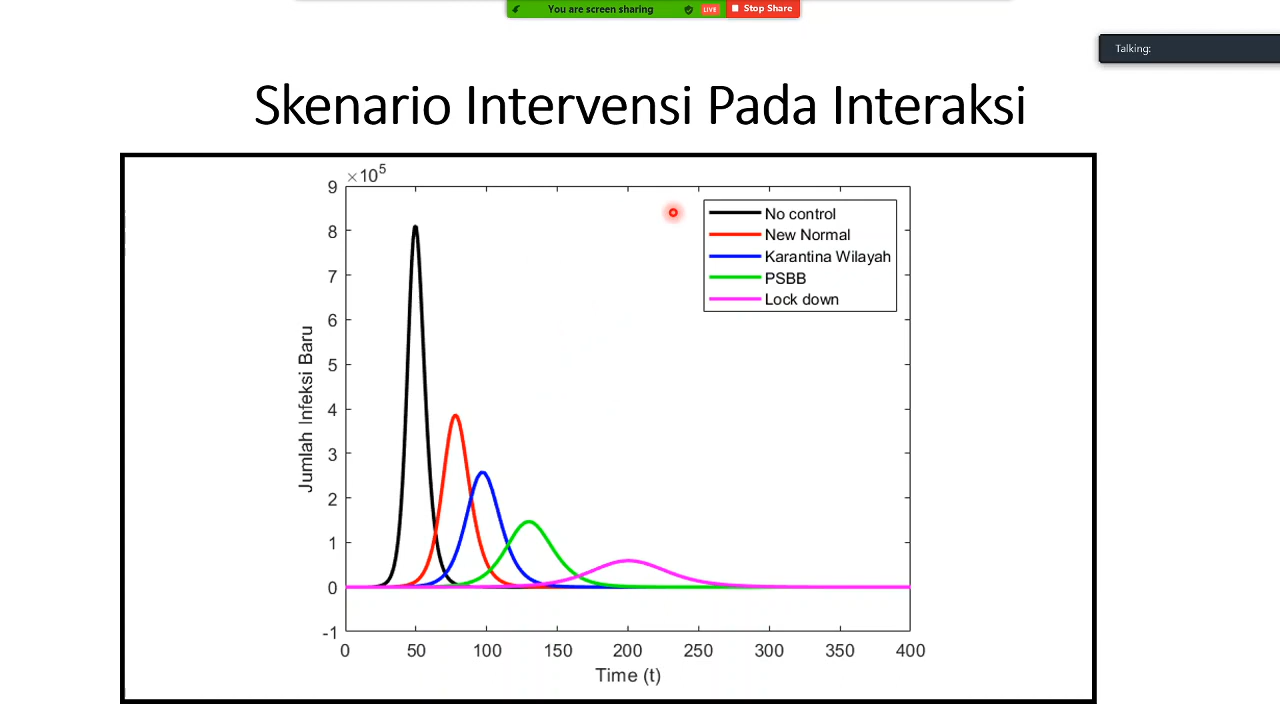 You are screen sharing LIVE Stop Share
Talking:
Skenario Intervensi Pada Interaksi
×10^5
9
8
7
6
5
4
3
2
1
0
-1
Jumlah Infeksi Baru
No control
New Normal
Karantina Wilayah
PSBB
Lock down
0 50 100 150 200 250 300 350 400
Time (t)